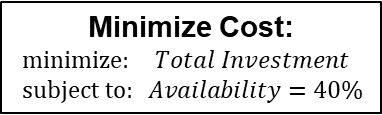 Minimize Cost:
minimize: Total Investment
subject to: Availability = 40%